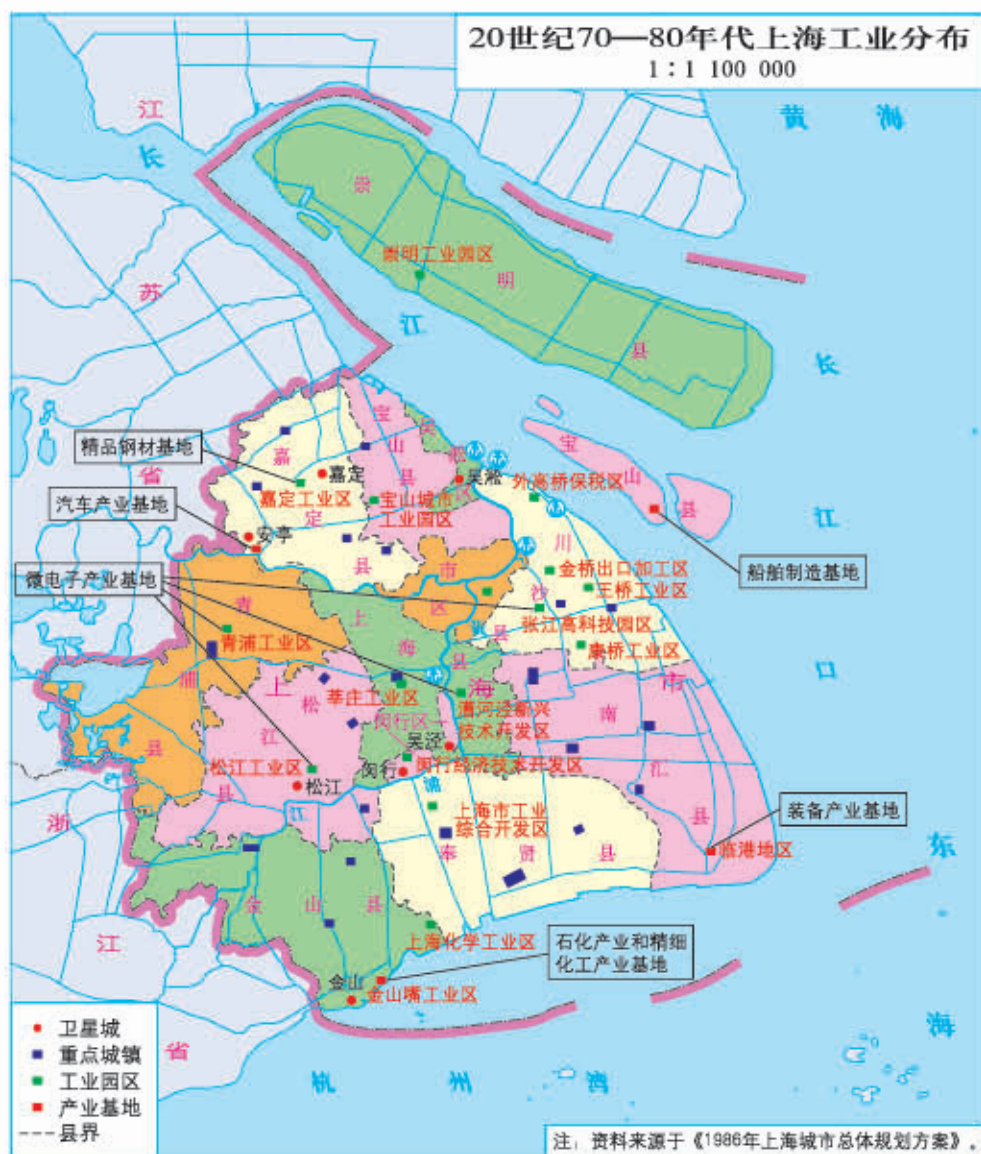 20世纪70—80年代上海工业分布
1：1 100 000
黄 海
江
长
崇
崇明工业园区
明
苏
江
县
长
宝
山
县
吴
淞
宝
山
县
精品钢材基地
嘉
嘉定
吴淞
外高桥保税区
省
嘉定工业区
宝山城市
工业园区
定
汽车产业基地
安亭
川
江
县
市
金桥出口加工区
船舶制造基地
微电子产业基地
青
区
沙
王桥工业区
上
张江高科技园区
县
青浦工业区
海
康桥工业区
浦
县
口
上
松
莘庄工业区
海
市
漕河泾新兴
技术开发区
闵行区
南
江
吴泾
县
松江工业区
闵行
闵行经济技术开发区
汇
松江
浦
县
江
上海市工业
综合开发区
县
装备产业基地
浙
临港地区
奉 贤 县
东
金 山 县
江
上海化学工业区
石化产业和精细
化工产业基地
金山
金山嘴工业区
海
省
卫星城
重点城镇
工业园区
产业基地
县界
杭 州 湾
注：资料来源于《1986年上海城市总体规划方案》。